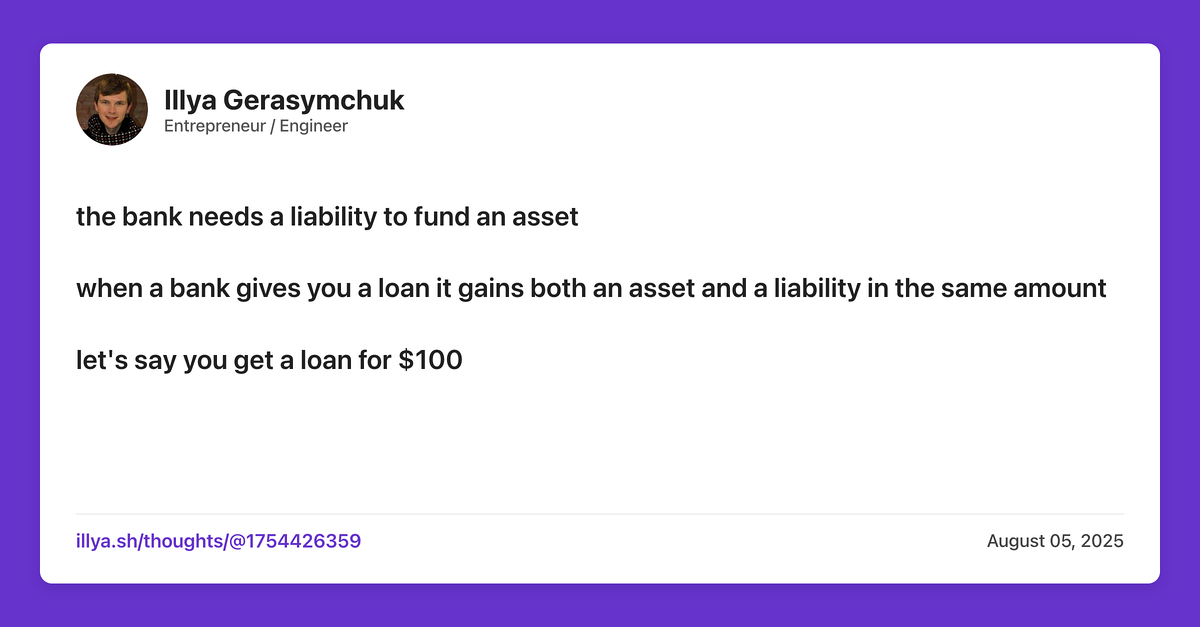 Illya Gerasymchuk
Entrepreneur / Engineer
the bank needs a liability to fund an asset
when a bank gives you a loan it gains both an asset and a liability in the same amount
let's say you get a loan for $100
illya.sh/thoughts/@1754426359
August 05, 2025